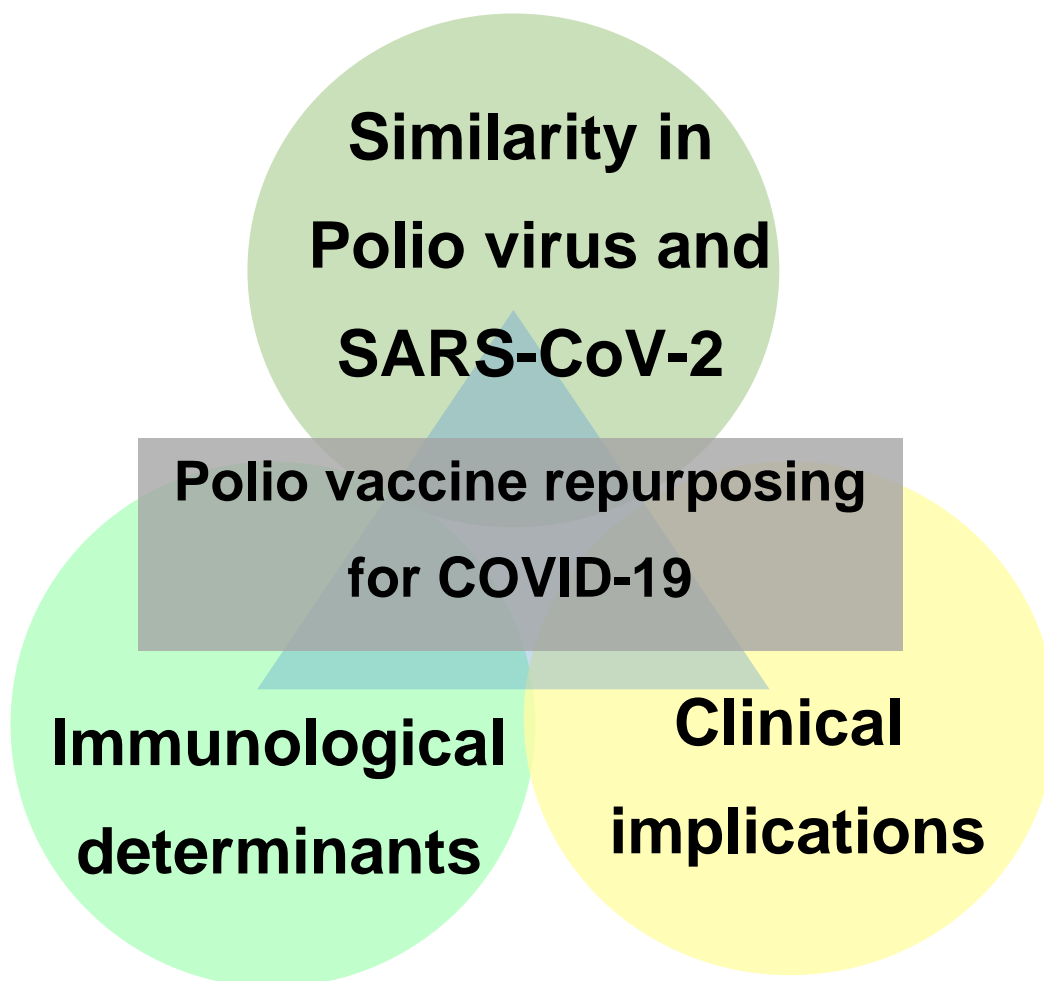 Similarity in
Polio virus and
SARS-CoV-2
Polio vaccine repurposing
for COVID-19
Immunological
determinants
Clinical
implications